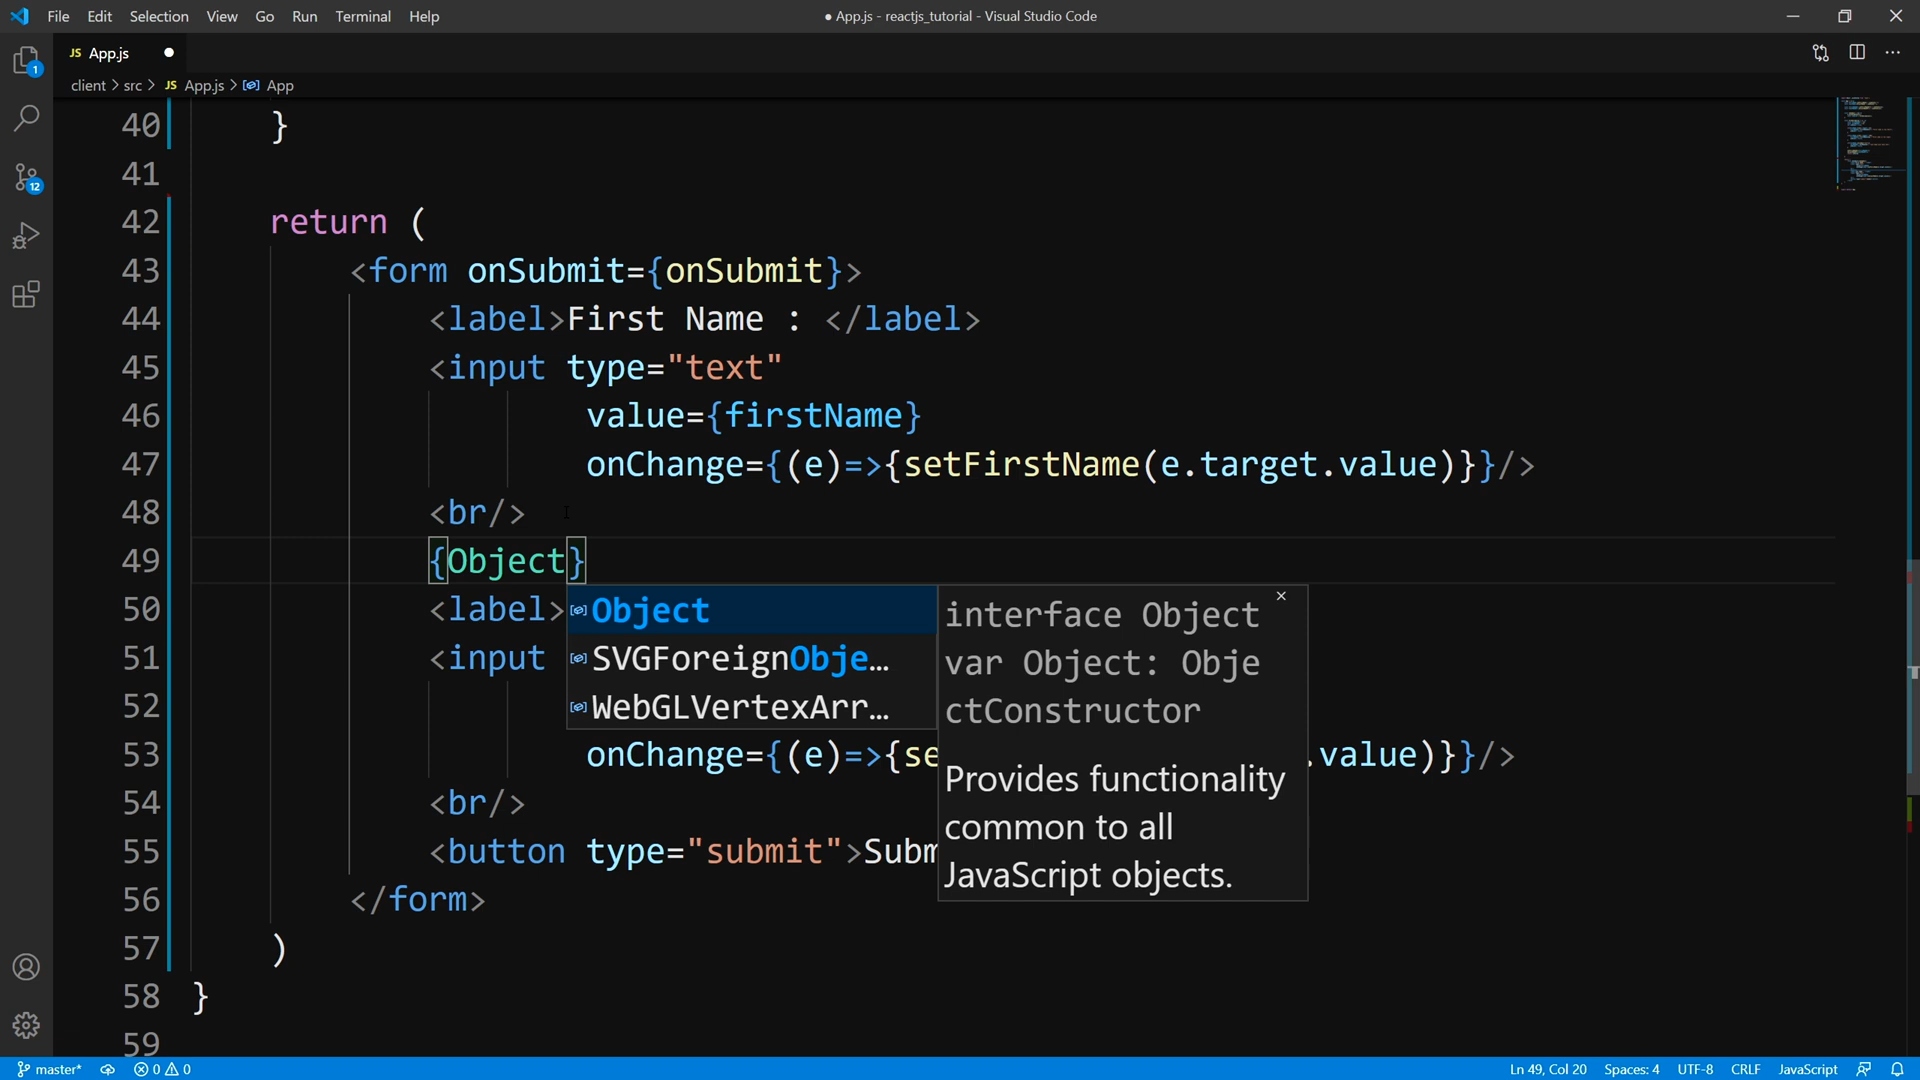 File Edit Selection View Go Run Terminal Help
● App.js - reactjs_tutorial - Visual Studio Code
JS App.js ●
client > src > JS App.js > App
1
12
40 }
41
42 return (
43 <form onSubmit={onSubmit}>
44 <label>First Name : </label>
45 <input type="text"
46 value={firstName}
47 onChange={(e)=>{setFirstName(e.target.value)}}/>
48 <br/>
49 {Object}
50 <label>
Object
SVGForeignObje…
WebGLVertexArr…
interface Object
var Object: Obje
ctConstructor
Provides functionality
common to all
JavaScript objects.
51 <input
52
53 onChange={(e)=>{se .value)}}/>
54 <br/>
55 <button type="submit">Subm
56 </form>
57 )
58 }
59
master* 0 0 Ln 49, Col 20 Spaces: 4 UTF-8 CRLF JavaScript